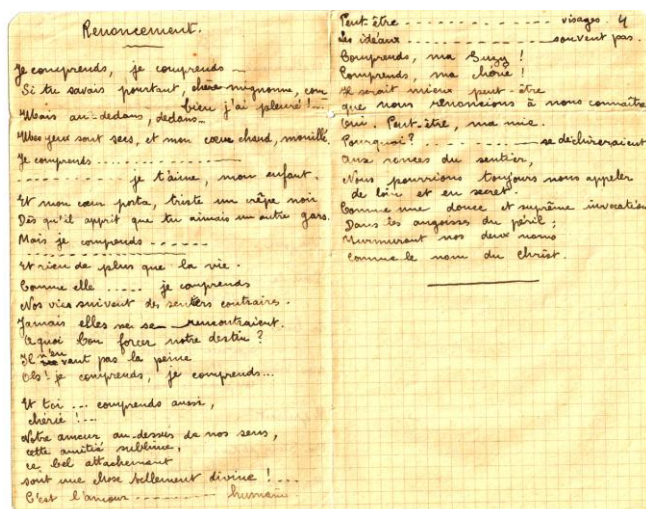 Renoncement.
Je comprends, je comprends
Si tu savais pourtant, chère mignonne, com
bien j'ai pleuré !...
Mais au-dedans, dedans...
Mes yeux sont secs, et mon cœur chaud, mouillé.
Je comprends ...............
............ je t'aime, mon enfant.
Et mon cœur porta, triste un crêpe noir
Dès qu'il apprit que tu aimais un autre gars.
Mais je comprends ......
Et rien de plus que la vie.
Comme elle ..... je comprends
Nos vies suivent des sentiers contraires.
Jamais elles ne se rencontraient.
A quoi bon forcer notre destin ?
Il n'en vaut pas la peine
Oh ! je comprends, je comprends...
Et toi ... comprends aussi,
chérie !...
Notre amour au-dessus de nos sens,
cette amitié sublime,
ce bel attachement
sont une chose tellement divine !...
C'est l'amour ......... humaine.
Peut-être ............... visages. 4
Les idéaux ............... souvent pas.
Comprends, ma Suzy !
Comprends, ma choue !
Il serait mieux peut-être
que nous renoncions à nous connaître
Oui. Peut-être, ma mie.
Pourquoi ? ............ se déchireraient
Aux ronces du sentier,
Nous pourrions toujours nous appeler
de loin et en secret
Comme une douce et suprême invocation
Dans les angoisses du péril ;
Murmurant nos deux noms
Comme le nom du Christ.